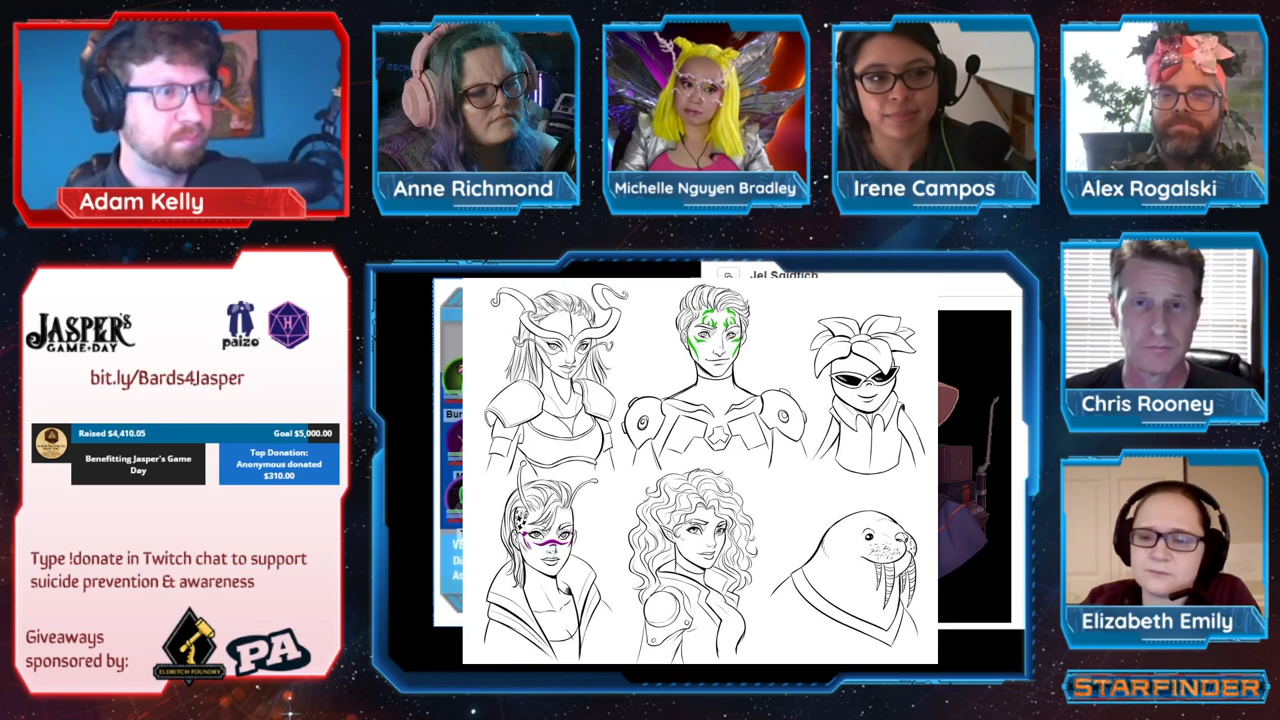 Adam Kelly
Anne Richmond
Michelle Nguyen Bradley
Irene Campos
Alex Rogalski
JASPER'S
GAME DAY
paizo
H
bit.ly/Bards4Jasper
Raised $4,410.05
Goal $5,000.00
Benefitting Jasper's Game
Day
Top Donation:
Anonymous donated
$310.00
Type !donate in Twitch chat to support
suicide prevention & awareness
Giveaways
sponsored by:
ELDRITCH FOUNDRY
PA
Chris Rooney
Elizabeth Emily
STARFINDER